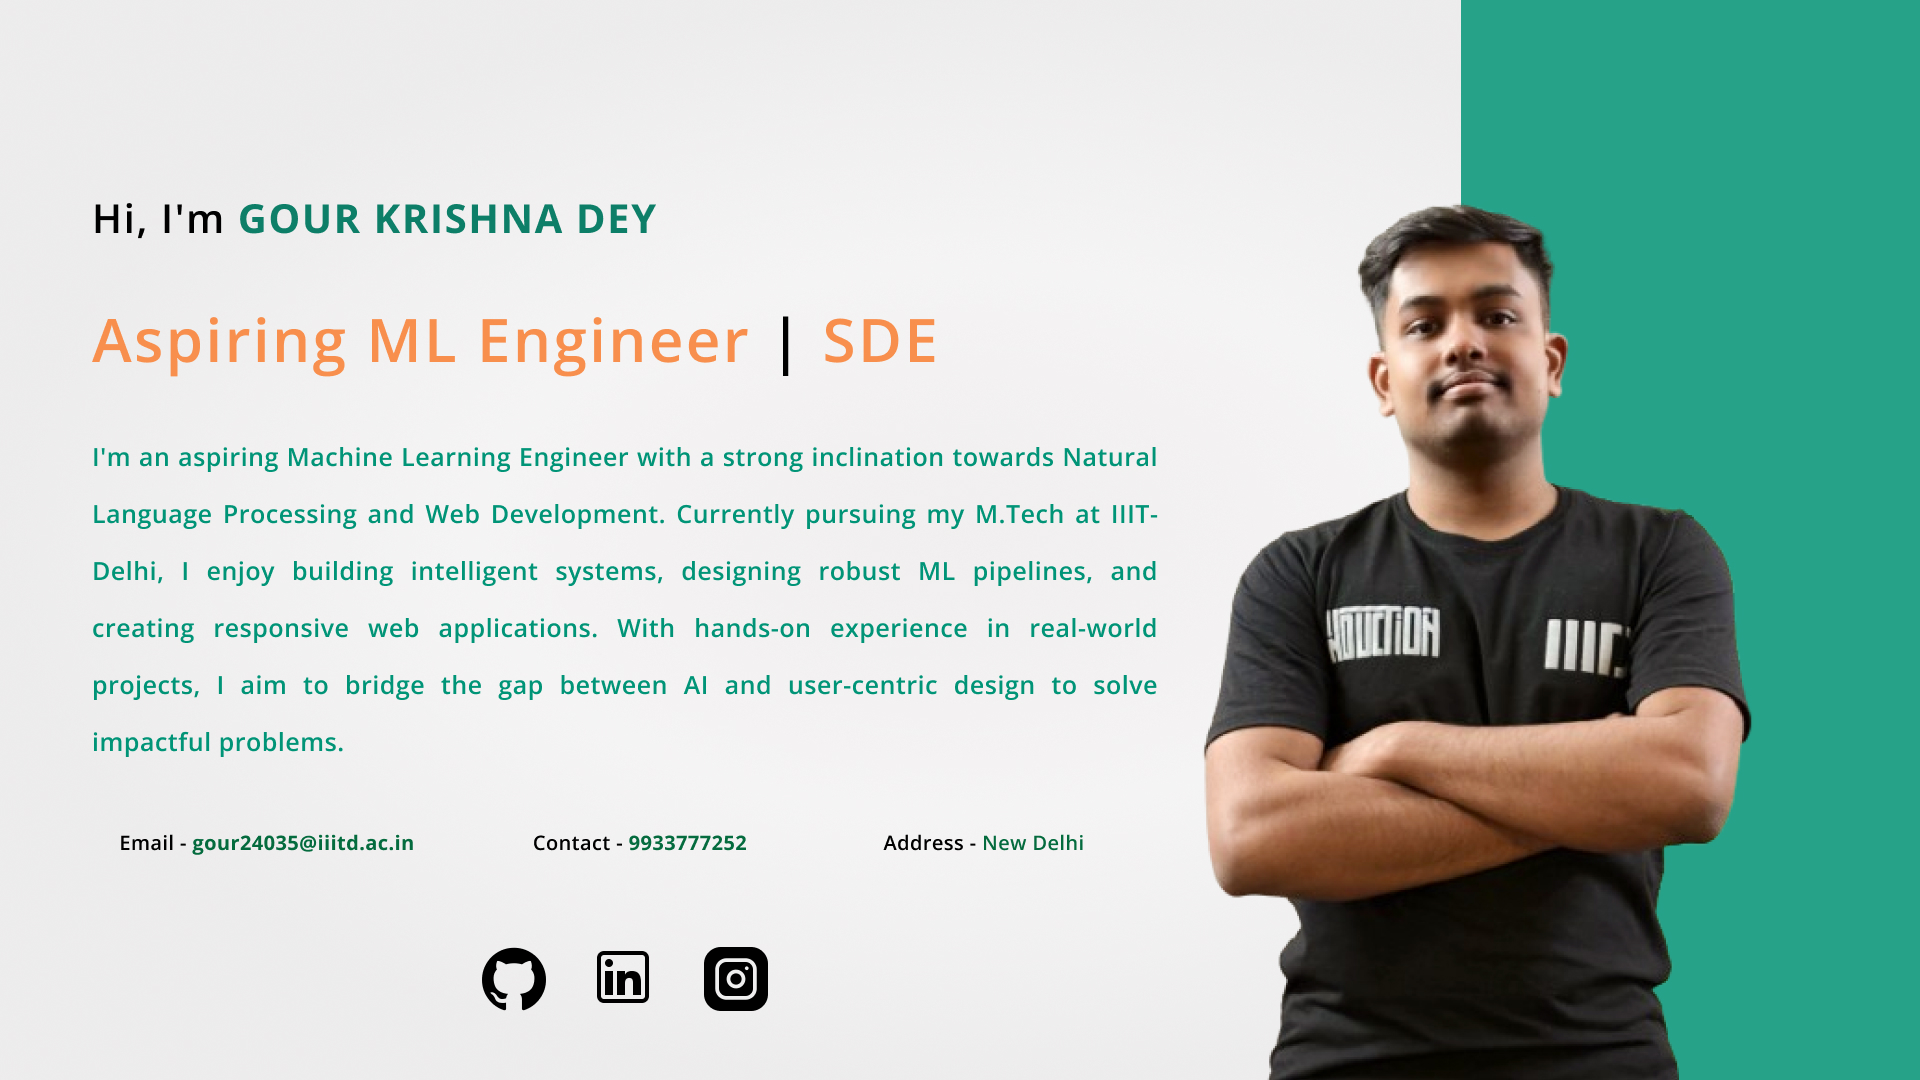 Hi, I'm GOUR KRISHNA DEY
Aspiring ML Engineer | SDE
I'm an aspiring Machine Learning Engineer with a strong inclination towards Natural
Language Processing and Web Development. Currently pursuing my M.Tech at IIIT-
Delhi, I enjoy building intelligent systems, designing robust ML pipelines, and
creating responsive web applications. With hands-on experience in real-world
projects, I aim to bridge the gap between AI and user-centric design to solve
impactful problems.
Email - gour24035@iiitd.ac.in
Contact - 9933777252
Address - New Delhi
in